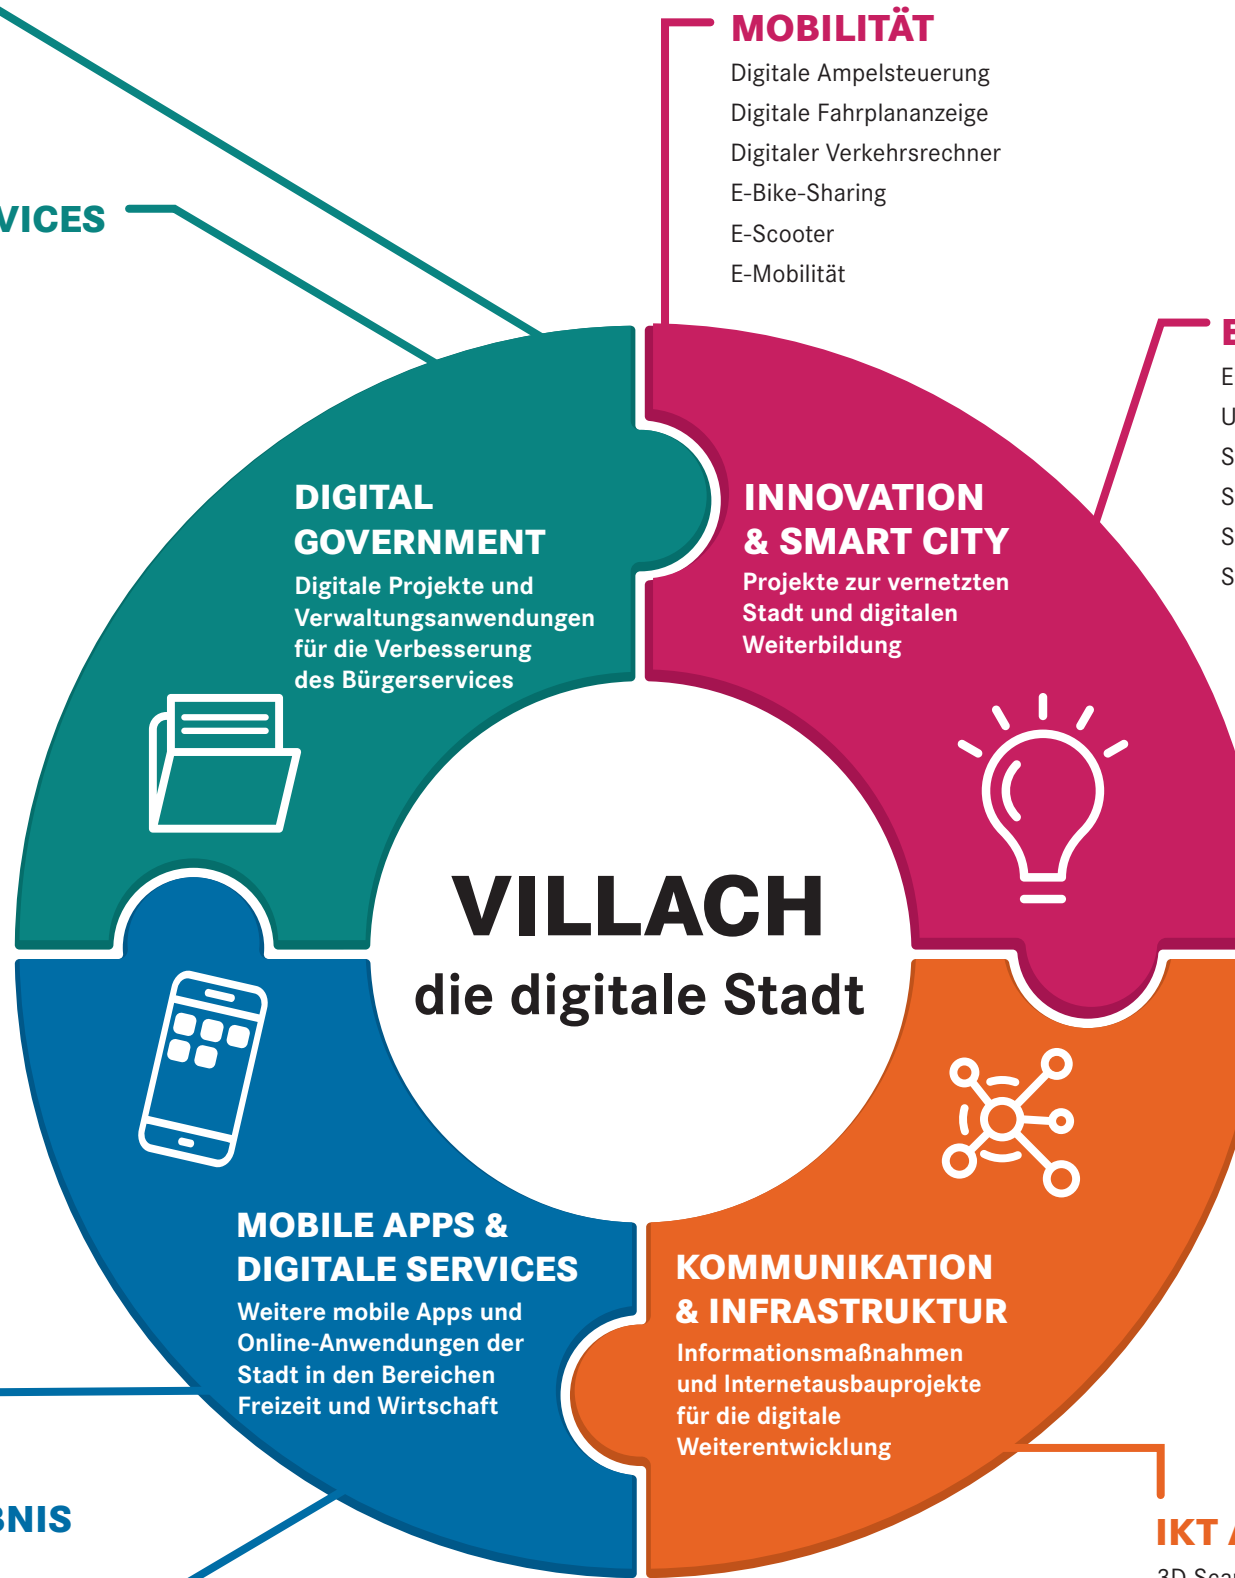 MOBILITÄT
Digitale Ampelsteuerung
Digitale Fahrplananzeige
Digitaler Verkehrsrechner
E-Bike-Sharing
E-Scooter
E-Mobilität
VICES
E
U
S
S
S
S
DIGITAL
GOVERNMENT
Digitale Projekte und
Verwaltungsanwendungen
für die Verbesserung
des Bürgerservices
INNOVATION
& SMART CITY
Projekte zur vernetzten
Stadt und digitalen
Weiterbildung
VILLACH
die digitale Stadt
MOBILE APPS &
DIGITALE SERVICES
Weitere mobile Apps und
Online-Anwendungen der
Stadt in den Bereichen
Freizeit und Wirtschaft
KOMMUNIKATION
& INFRASTRUKTUR
Informationsmaßnahmen
und Internetausbauprojekte
für die digitale
Weiterentwicklung
BNIS
IKT
3D